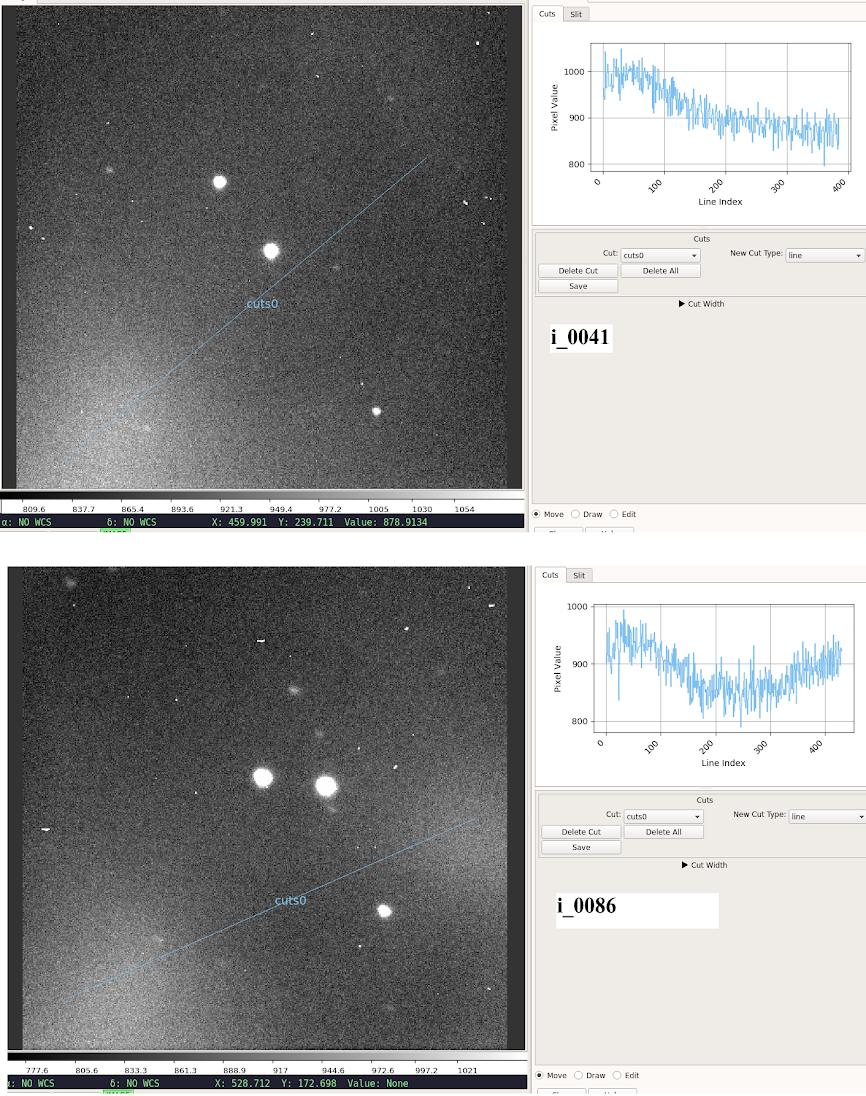 Cuts Slit
1000
900
800
Pixel Value
0 100 200 300 400
Line Index
cuts0
Cuts
Cut: cuts0 New Cut Type: line
Delete Cut Delete All
Save
Cut Width
i_0041
809.6 837.7 865.4 893.6 921.3 949.4 977.2 1005 1030 1054
Move Draw Edit
α: NO WCS δ: NO WCS X: 459.991 Y: 239.711 Value: 878.9134
Cuts Slit
1000
900
800
Pixel Value
0 100 200 300 400
Line Index
Cuts
Cut: cuts0 New Cut Type: line
Delete Cut Delete All
Save
Cut Width
cuts0
i_0086
777.6 805.6 833.3 861.3 888.9 917 944.6 972.6 997.2 1021
Move Draw Edit
α: NO WCS δ: NO WCS X: 528.712 Y: 172.698 Value: None